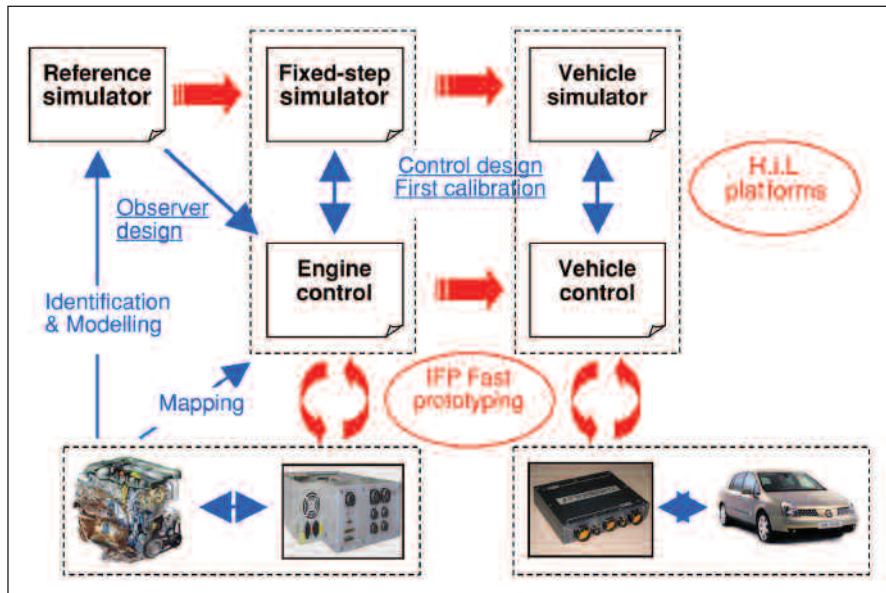 Reference
simulator
Fixed-step
simulator
Vehicle
simulator
Control design
First calibration
H.i.L
platforms
Observer
design
Engine
control
Vehicle
control
Identification
& Modelling
IFP Fast
prototyping
Mapping